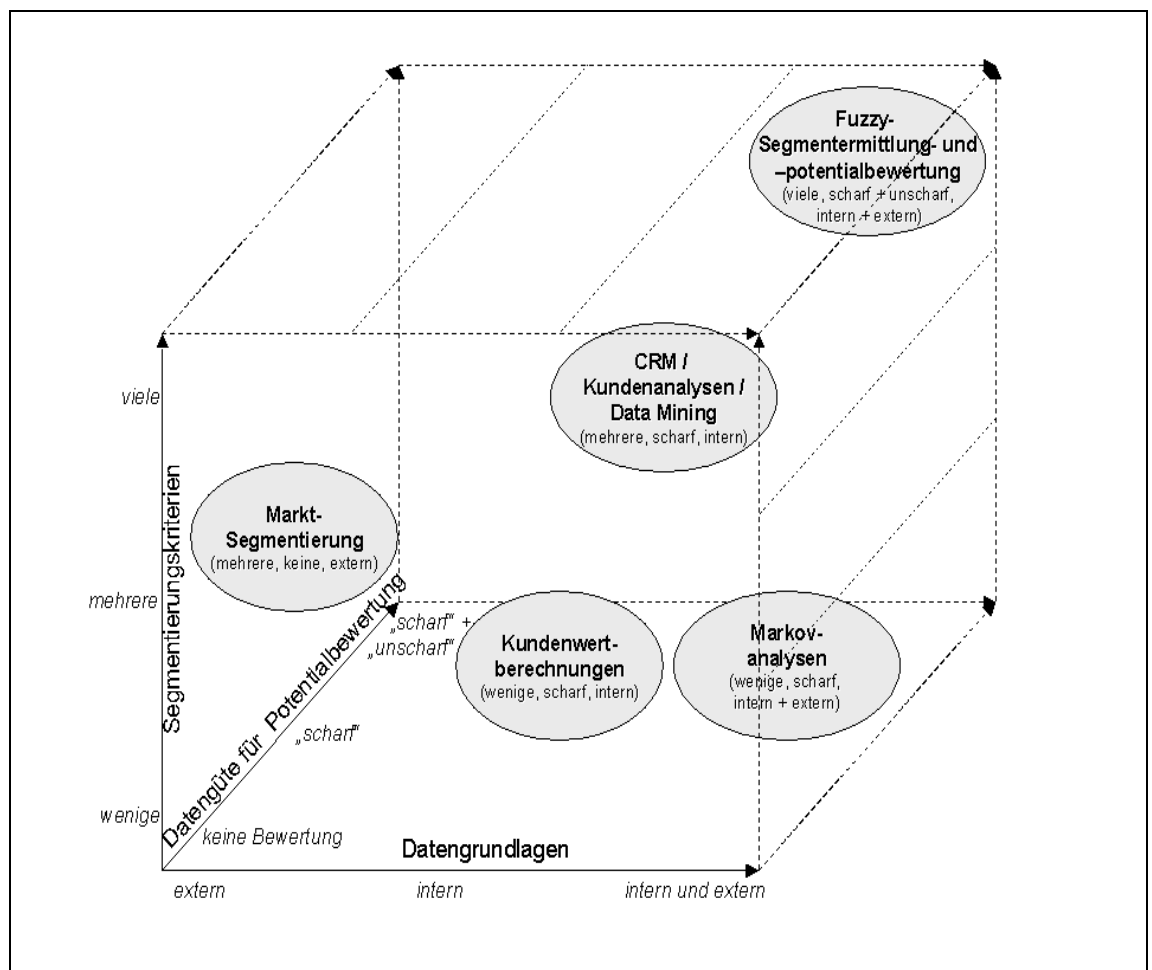 Fuzzy-
Segmentermittlung- und
–potentialbewertung
(viele, scharf + unscharf,
intern + extern)
CRM /
Kundenanalysen /
Data Mining
(mehrere, scharf, intern)
viele
Markt-
Segmentierung
(mehrere, keine, extern)
Segmentierungskriterien
mehrere
„scharf“ +
„unscharf“
Kundenwert-
berechnungen
(wenige, scharf, intern)
Markov-
analysen
(wenige, scharf,
intern + extern)
Datengüte für Potentialbewertung
„scharf“
wenige
keine Bewertung
Datengrundlagen
extern
intern
intern und extern